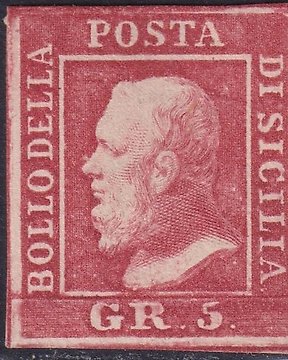 BOLLO DELLA
POSTA
DI SICILIA
GR. 5.